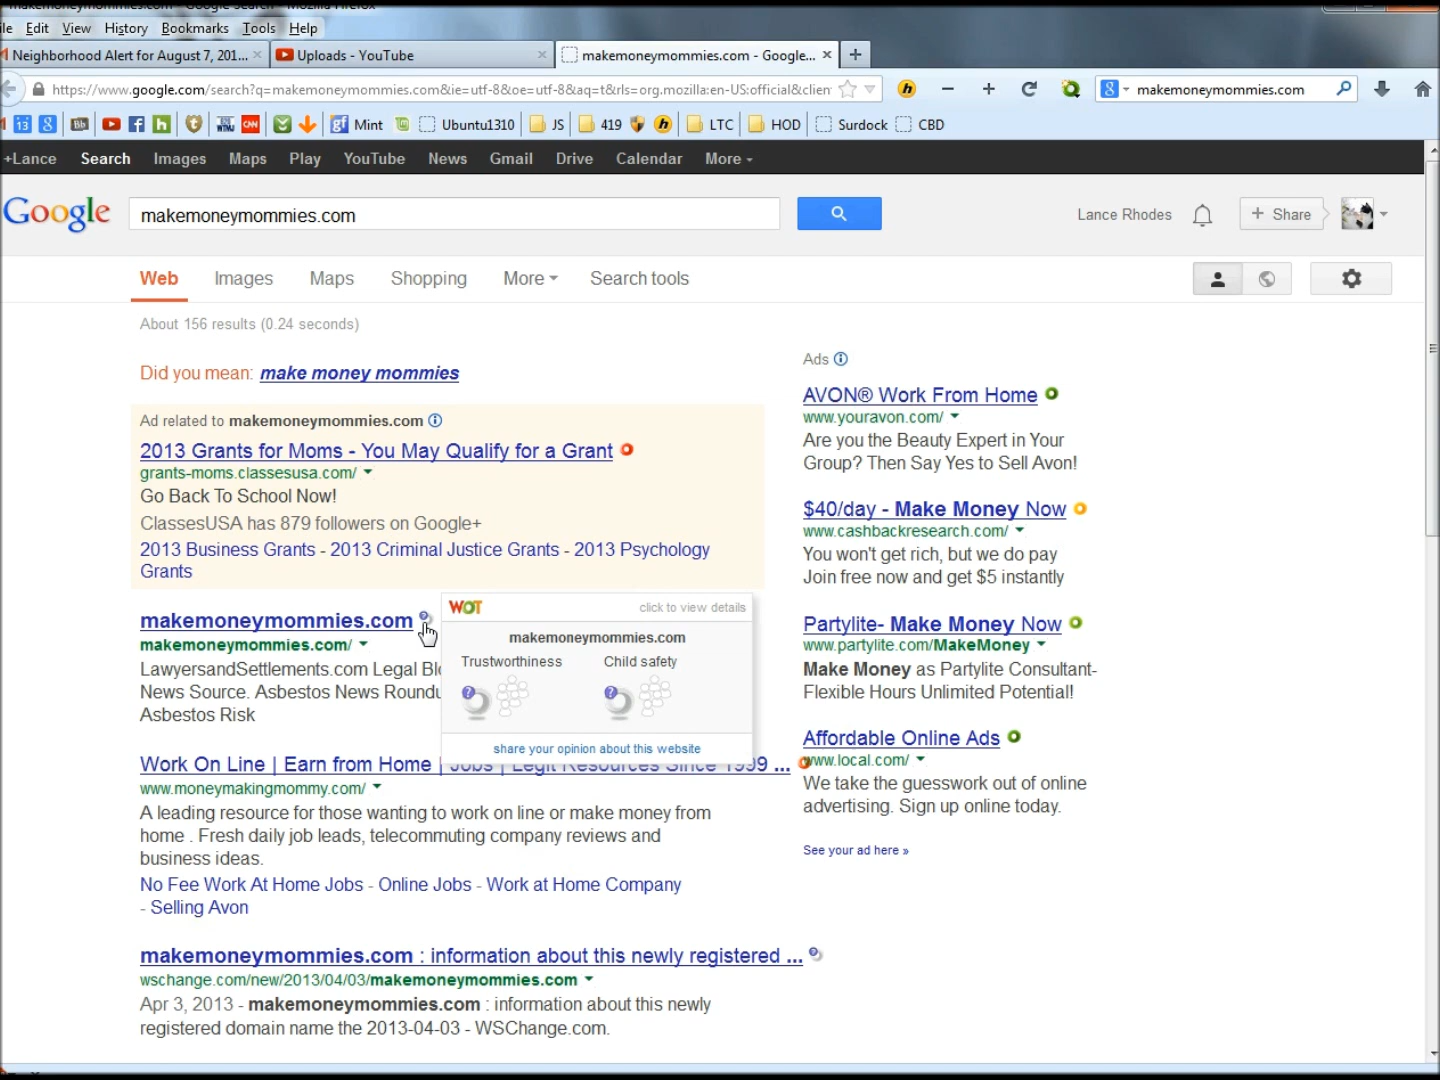 makemoneymommies.com - Google Search - Mozilla Firefox
ile Edit View History Bookmarks Tools Help
Neighborhood Alert for August 7, 201... Uploads - YouTube makemoneymommies.com - Google...
https://www.google.com/search?q=makemoneymommies.com&ie=utf-8&oe=utf-8&aq=t&rls=org.mozilla:en-US:official&clien makemoneymommies.com
13 8 Bb f h CNN gf Mint Ubuntu1310 JS 419 h LTC HOD Surdock CBD
+Lance Search Images Maps Play YouTube News Gmail Drive Calendar More
Google makemoneymommies.com Lance Rhodes + Share
Web Images Maps Shopping More Search tools
About 156 results (0.24 seconds)
Did you mean: make money mommies
Ad related to makemoneymommies.com
2013 Grants for Moms - You May Qualify for a Grant
grants-moms.classesusa.com/
Go Back To School Now!
ClassesUSA has 879 followers on Google+
2013 Business Grants - 2013 Criminal Justice Grants - 2013 Psychology
Grants
makemoneymommies.com
makemoneymommies.com/
LawyersandSettlements.com Legal Bl
News Source. Asbestos News Roundu
Asbestos Risk
WOT click to view details
makemoneymommies.com
Trustworthiness Child safety
share your opinion about this website
Work On Line | Earn from Home | Jobs | Legit Resources Since 1999 ...
www.moneymakingmommy.com/
A leading resource for those wanting to work on line or make money from
home . Fresh daily job leads, telecommuting company reviews and
business ideas.
No Fee Work At Home Jobs - Online Jobs - Work at Home Company
- Selling Avon
makemoneymommies.com : information about this newly registered ...
wschange.com/new/2013/04/03/makemoneymommies.com
Apr 3, 2013 - makemoneymommies.com : information about this newly
registered domain name the 2013-04-03 - WSChange.com.
Ads
AVON® Work From Home
www.youravon.com/
Are you the Beauty Expert in Your
Group? Then Say Yes to Sell Avon!
$40/day - Make Money Now
www.cashbackresearch.com/
You won't get rich, but we do pay
Join free now and get $5 instantly
Partylite- Make Money Now
www.partylite.com/MakeMoney
Make Money as Partylite Consultant-
Flexible Hours Unlimited Potential!
Affordable Online Ads
www.local.com/
We take the guesswork out of online
advertising. Sign up online today.
See your ad here »